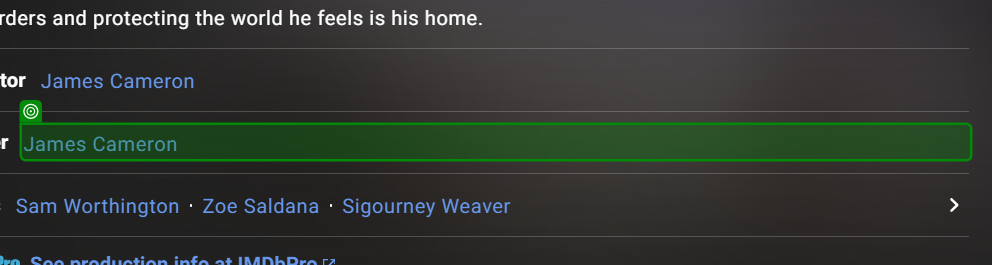 rders and protecting the world he feels is his home.
tor James Cameron
r James Cameron
Sam Worthington · Zoe Saldana · Sigourney Weaver
Pro See production info at IMDbPro